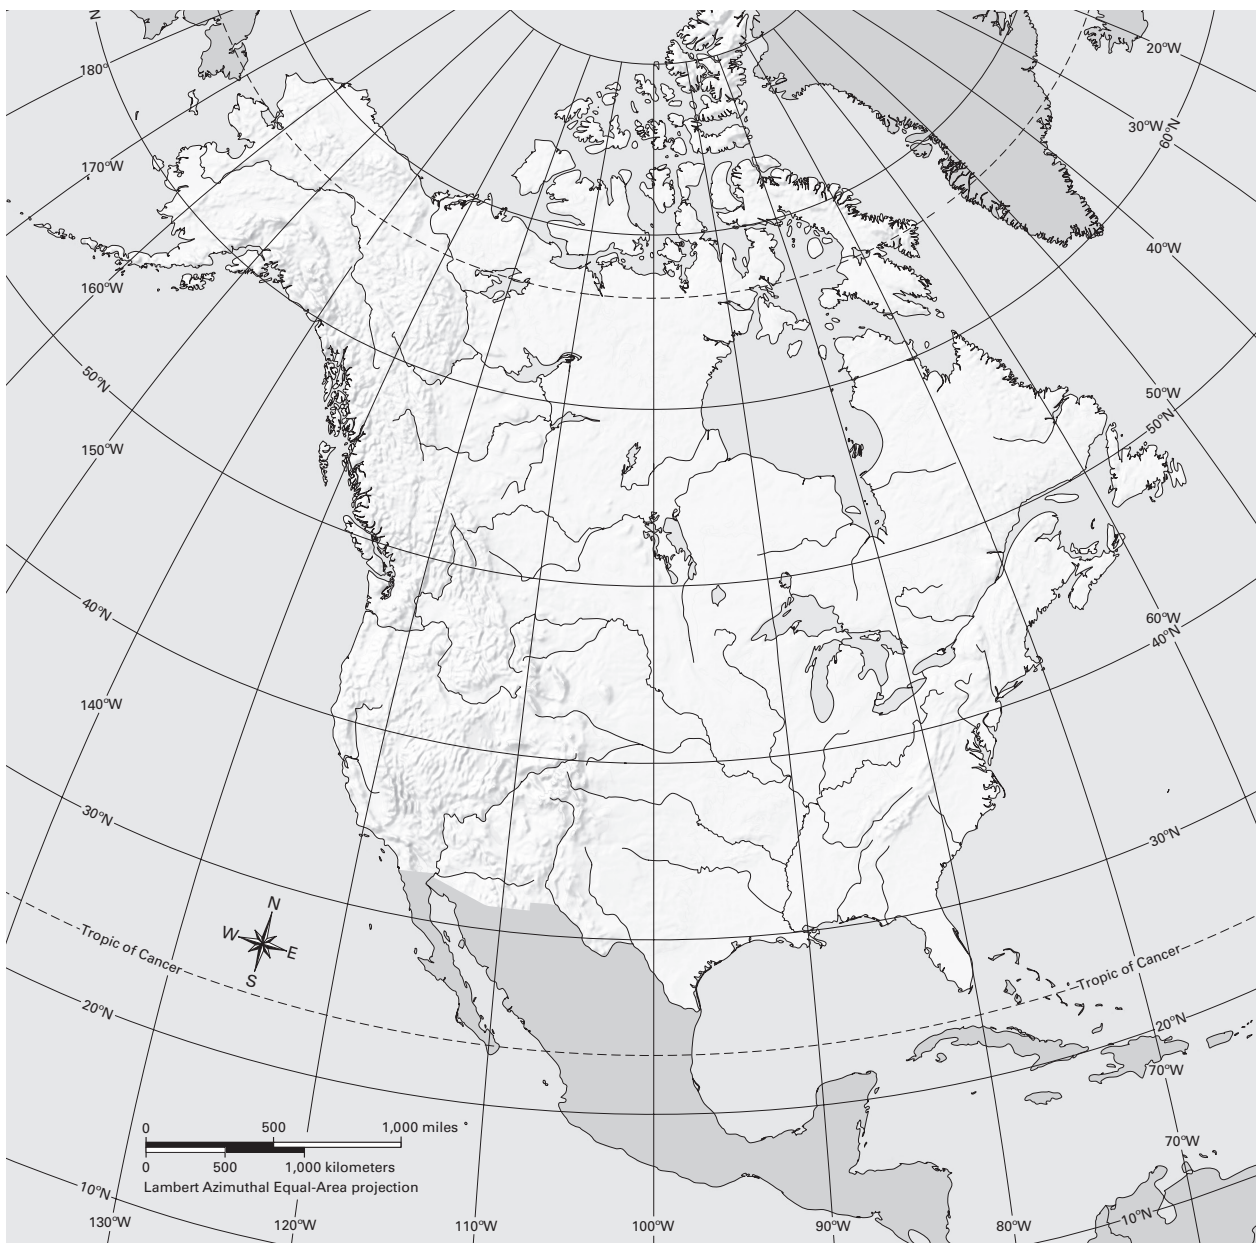 N
180°
170°W
160°W
50°N
150°W
40°N
140°W
30°N
20°W
30°W
60°N
40°W
50°W
50°N
60°W
40°N
30°N
Tropic of Cancer
N
W
E
S
Tropic of Cancer
20°N
20°N
70°W
0 500 1,000 miles
0 500 1,000 kilometers
Lambert Azimuthal Equal-Area projection
70°W
10°N
10°N
130°W
120°W
110°W
100°W
90°W
80°W